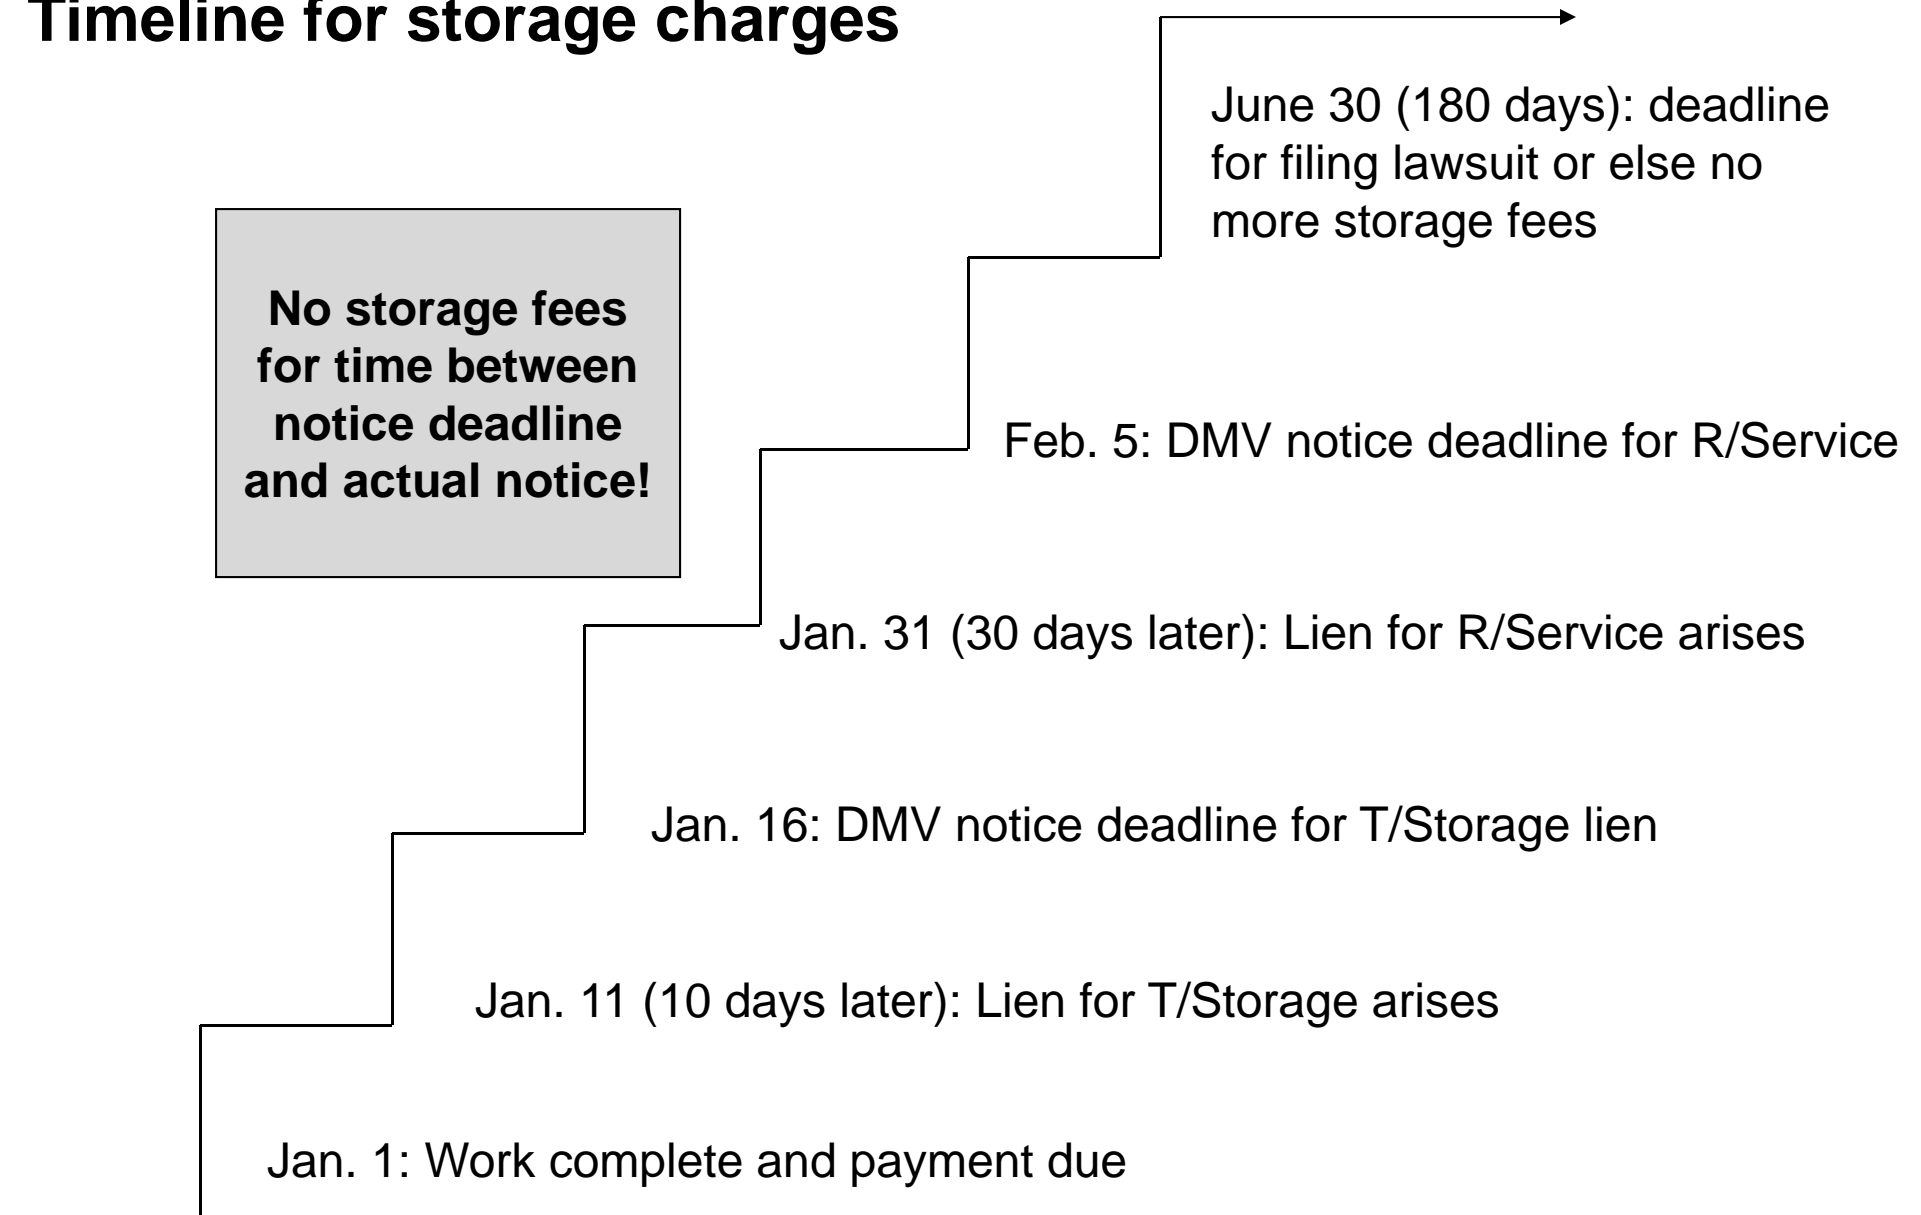 Timeline for storage charges
June 30 (180 days): deadline
for filing lawsuit or else no
more storage fees
No storage fees
for time between
notice deadline
and actual notice!
Feb. 5: DMV notice deadline for R/Service
Jan. 31 (30 days later): Lien for R/Service arises
Jan. 16: DMV notice deadline for T/Storage lien
Jan. 11 (10 days later): Lien for T/Storage arises
Jan. 1: Work complete and payment due